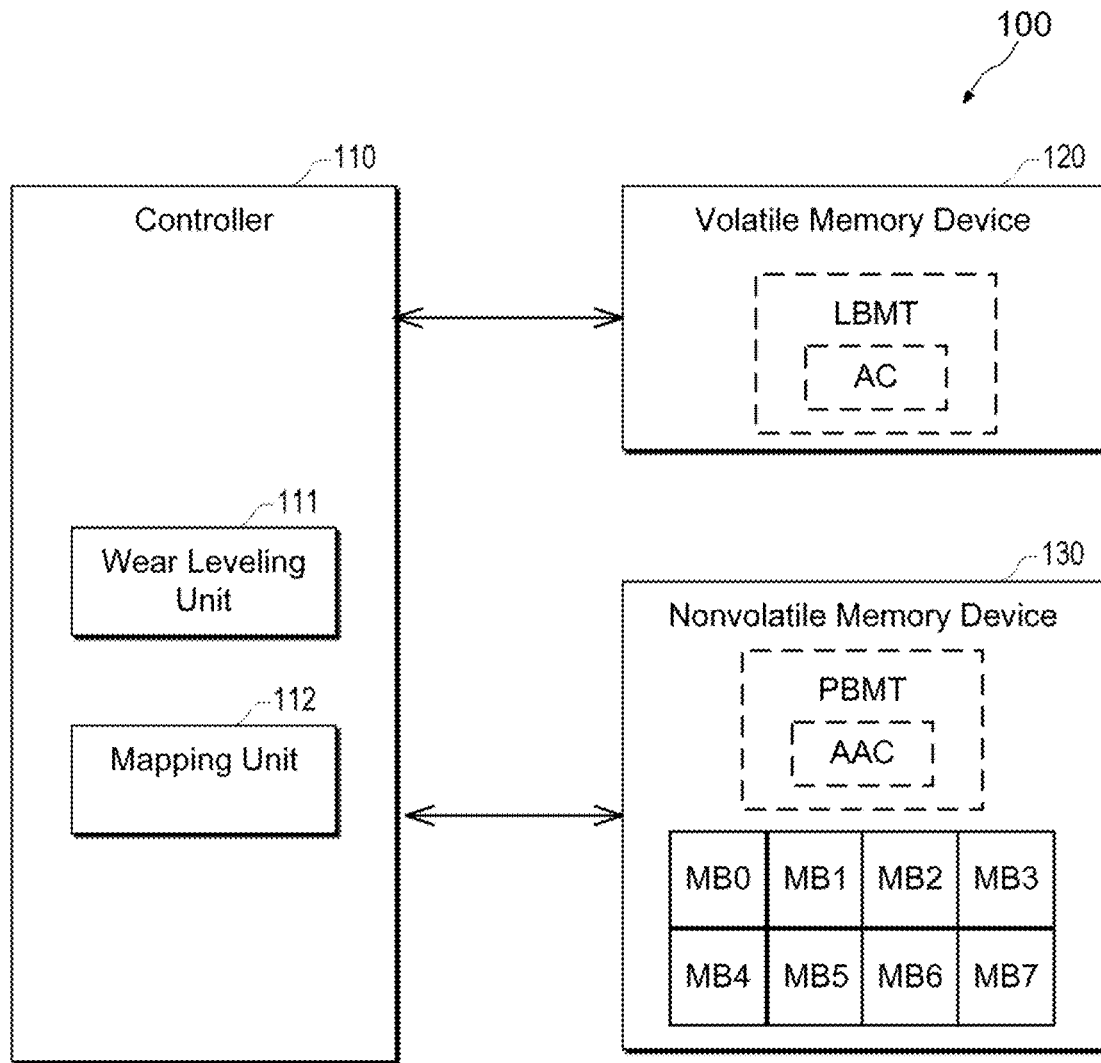 100
110
Controller
120
Volatile Memory Device
LBMT
AC
111
Wear Leveling
Unit
112
Mapping Unit
130
Nonvolatile Memory Device
PBMT
AAC
MB0 MB1 MB2 MB3
MB4 MB5 MB6 MB7